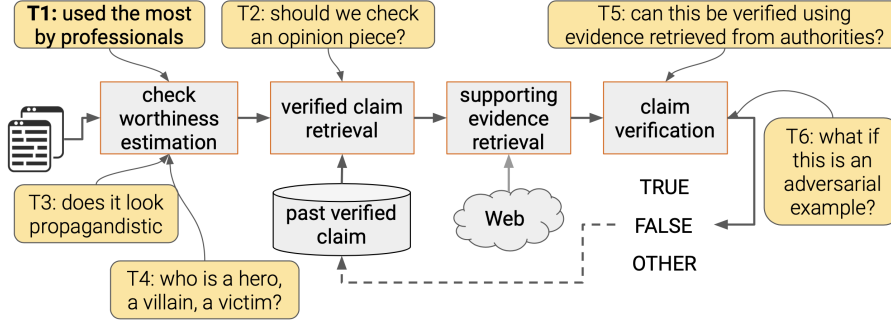 T1: used the most
by professionals
T2: should we check
an opinion piece?
T5: can this be verified using
evidence retrieved from authorities?
check
worthiness
estimation
verified claim
retrieval
supporting
evidence
retrieval
claim
verification
T6: what if
this is an
adversarial
example?
T3: does it look
propagandistic
past verified
claim
Web
TRUE
FALSE
OTHER
T4: who is a hero,
a villain, a victim?